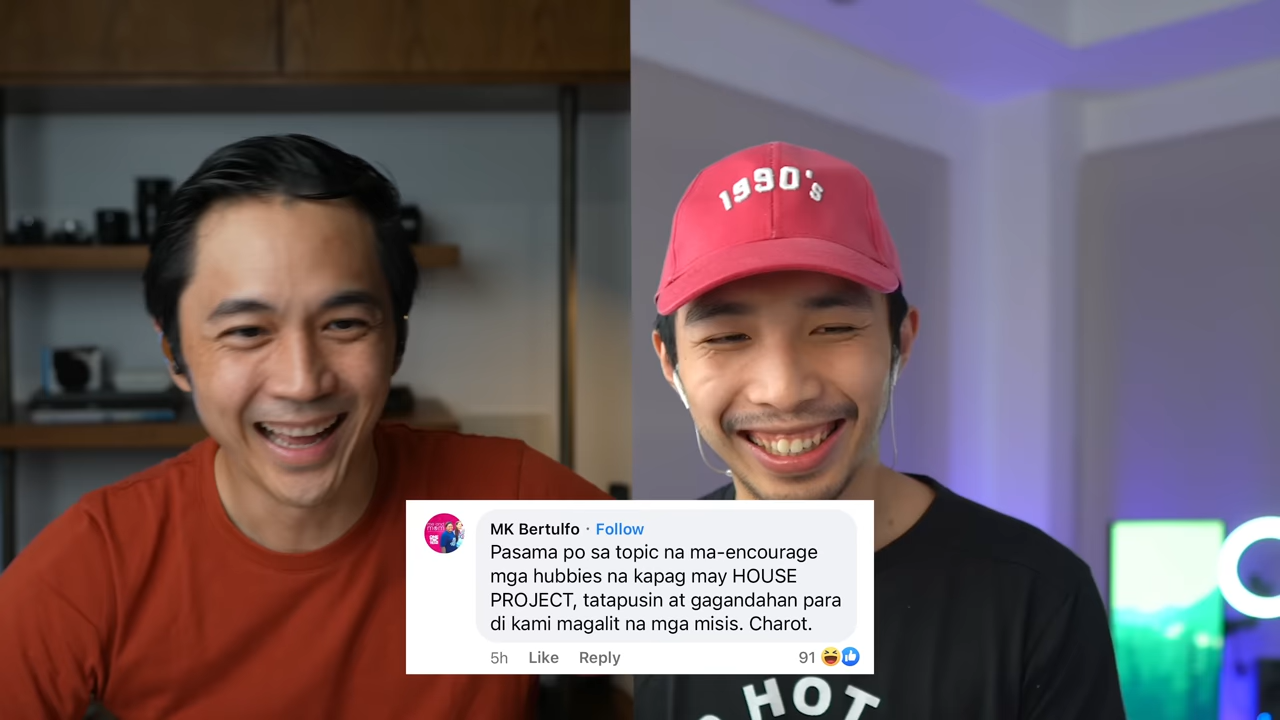 1990's
MK Bertulfo · Follow
Pasama po sa topic na ma-encourage
mga hubbies na kapag may HOUSE
PROJECT, tatapusin at gagandahan para
di kami magalit na mga misis. Charot.
5h Like Reply 91
HOT